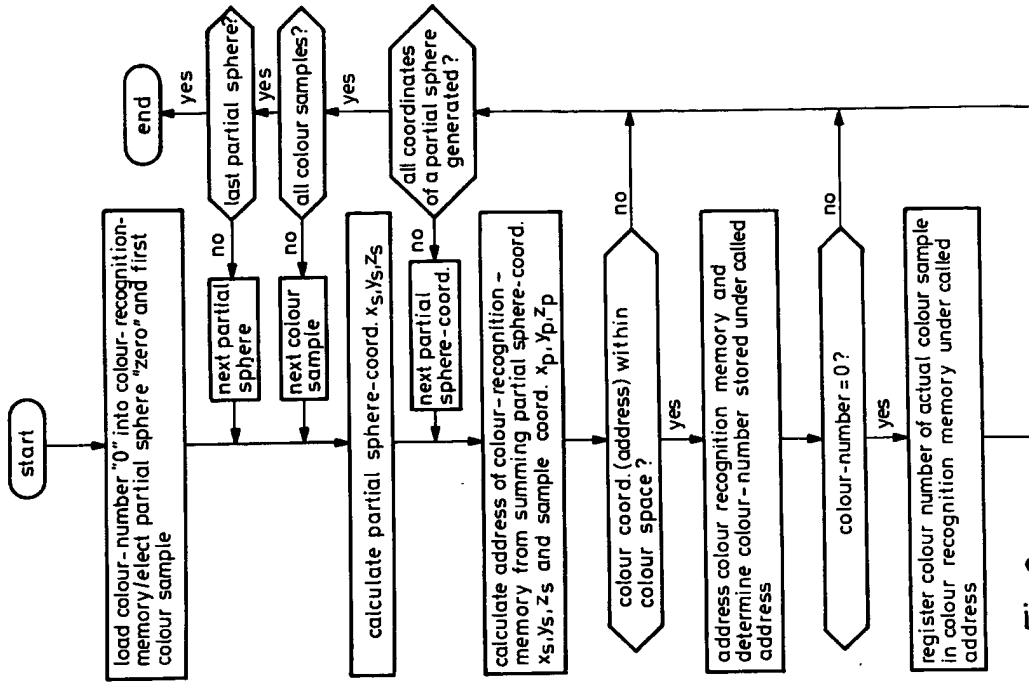 start
load colour-number "0" into colour-recognition-
memory/elect partial sphere "zero" and first
colour sample
next partial
sphere
no
last partial sphere?
yes
end
next colour
sample
no
all colour samples?
yes
calculate partial sphere-coord. xs,ys,zs
next partial
sphere-coord.
no
all coordinates
of a partial sphere
generated?
yes
calculate address of colour-recognition-
memory from summing partial sphere-coord.
xs,ys,zs and sample coord. xp,yp,zp
colour coord.(address) within
colour space?
no
yes
address colour recognition memory and
determine colour-number stored under called
address
colour-number = 0?
no
yes
register colour number of actual colour sample
in colour recognition memory under called
address